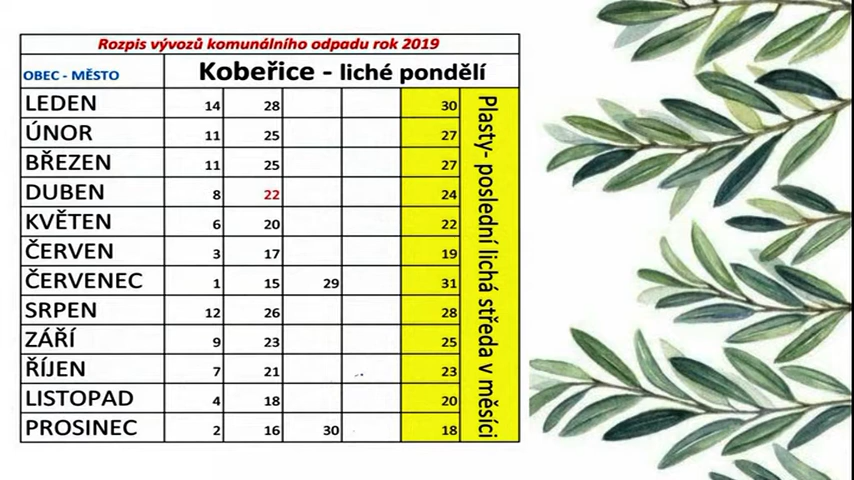 Rozpis vývozů komunálního odpadu rok 2019
OBEC - MĚSTO Kobeřice - liché pondělí
LEDEN 14 28 30
ÚNOR 11 25 27
BŘEZEN 11 25 27
DUBEN 8 22 24
KVĚTEN 6 20 22
ČERVEN 3 17 19
ČERVENEC 1 15 29 31
SRPEN 12 26 28
ZÁŘÍ 9 23 25
ŘÍJEN 7 21 23
LISTOPAD 4 18 20
PROSINEC 2 16 30 18
Plasty- poslední lichá středa v měsíci